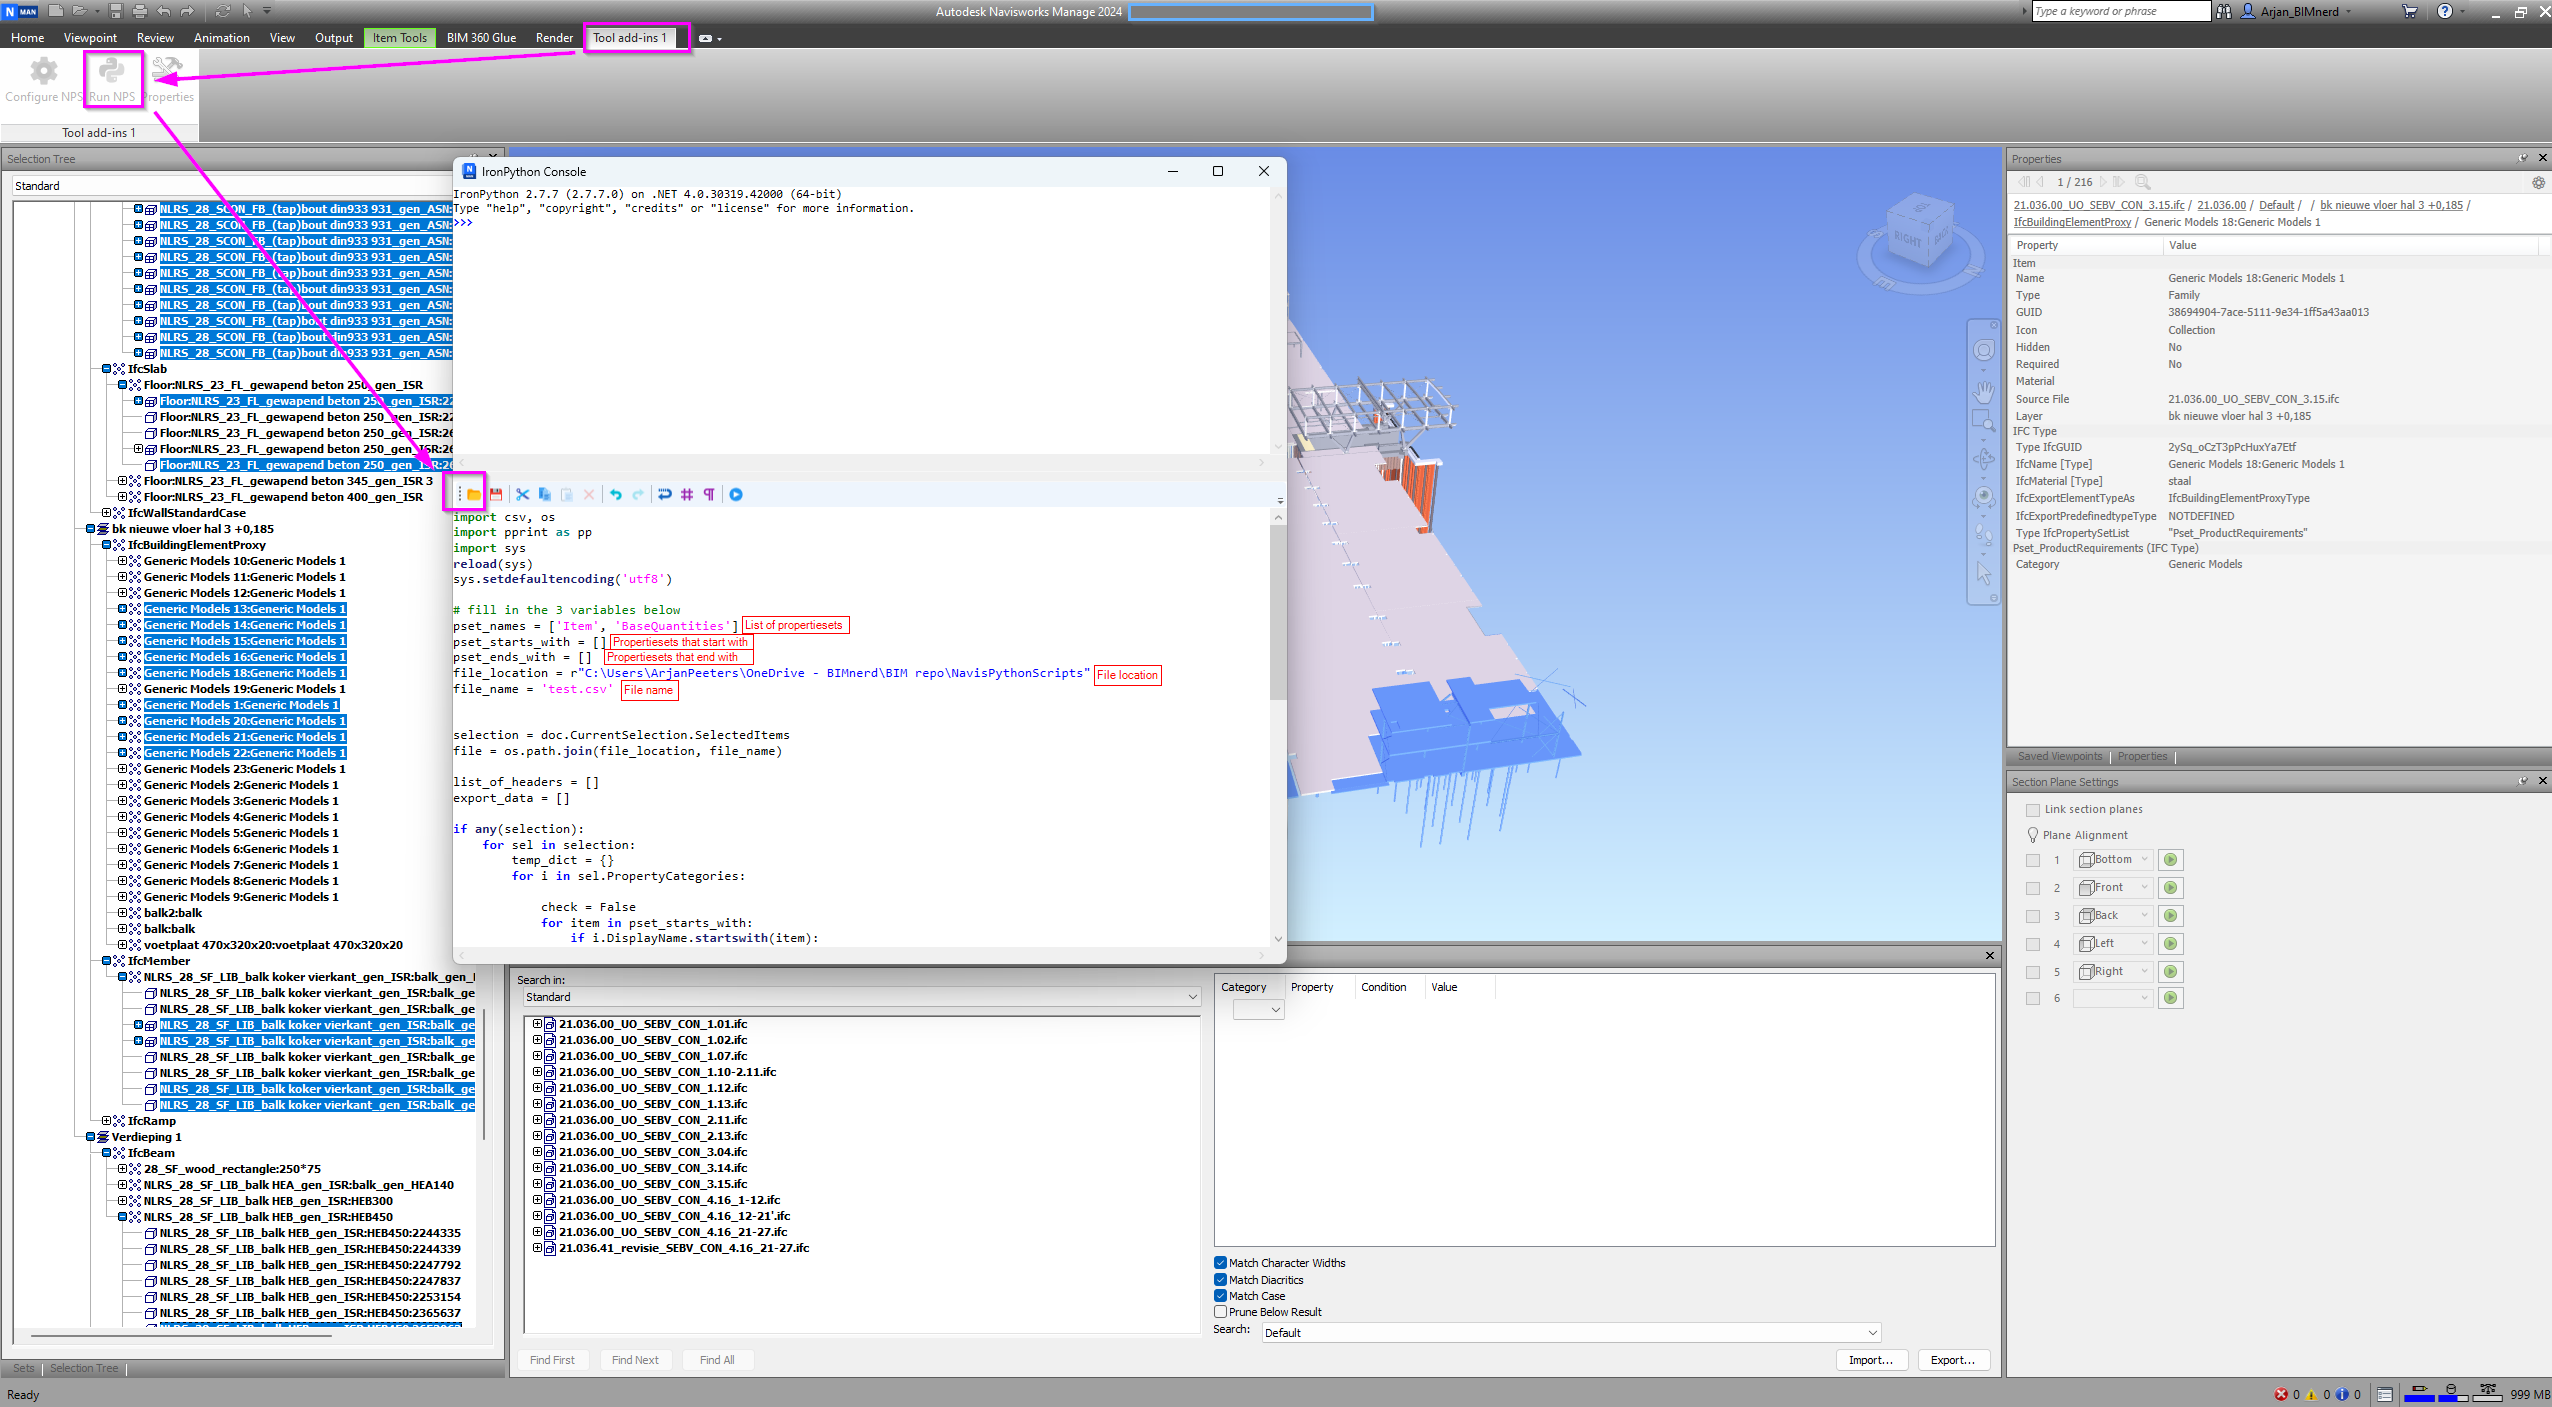 N MAN
Autodesk Navisworks Manage 2024
Type a keyword or phrase
Arjan_BIMnerd
Home Viewpoint Review Animation View Output Item Tools BIM 360 Glue Render Tool add-ins 1
Configure NPS Run NPS Properties
Tool add-ins 1
Selection Tree
Standard
NLRS_28_SCON_FB_(tap)bout din933 931_gen_ASN:
NLRS_28_SCON_FB_(tap)bout din933 931_gen_ASN:
NLRS_28_SCON_FB_(tap)bout din933 931_gen_ASN:
NLRS_28_SCON_FB_(tap)bout din933 931_gen_ASN:
NLRS_28_SCON_FB_(tap)bout din933 931_gen_ASN:
NLRS_28_SCON_FB_(tap)bout din933 931_gen_ASN:
NLRS_28_SCON_FB_(tap)bout din933 931_gen_ASN:
NLRS_28_SCON_FB_(tap)bout din933 931_gen_ASN:
NLRS_28_SCON_FB_(tap)bout din933 931_gen_ASN:
NLRS_28_SCON_FB_(tap)bout din933 931_gen_ASN:
IfcSlab
Floor:NLRS_23_FL_gewapend beton 250_gen_ISR
Floor:NLRS_23_FL_gewapend beton 250_gen_ISR:22
Floor:NLRS_23_FL_gewapend beton 250_gen_ISR:22
Floor:NLRS_23_FL_gewapend beton 250_gen_ISR:26
Floor:NLRS_23_FL_gewapend beton 250_gen_ISR:26
Floor:NLRS_23_FL_gewapend beton 250_gen_ISR:26
Floor:NLRS_23_FL_gewapend beton 345_gen_ISR 3
Floor:NLRS_23_FL_gewapend beton 400_gen_ISR
IfcWallStandardCase
bk nieuwe vloer hal 3 +0,185
IfcBuildingElementProxy
Generic Models 10:Generic Models 1
Generic Models 11:Generic Models 1
Generic Models 12:Generic Models 1
Generic Models 13:Generic Models 1
Generic Models 14:Generic Models 1
Generic Models 15:Generic Models 1
Generic Models 16:Generic Models 1
Generic Models 18:Generic Models 1
Generic Models 19:Generic Models 1
Generic Models 1:Generic Models 1
Generic Models 20:Generic Models 1
Generic Models 21:Generic Models 1
Generic Models 22:Generic Models 1
Generic Models 23:Generic Models 1
Generic Models 2:Generic Models 1
Generic Models 3:Generic Models 1
Generic Models 4:Generic Models 1
Generic Models 5:Generic Models 1
Generic Models 6:Generic Models 1
Generic Models 7:Generic Models 1
Generic Models 8:Generic Models 1
Generic Models 9:Generic Models 1
balk2:balk
balk:balk
voetplaat 470x320x20:voetplaat 470x320x20
IfcMember
NLRS_28_SF_LIB_balk koker vierkant_gen_ISR:balk_gen_I
NLRS_28_SF_LIB_balk koker vierkant_gen_ISR:balk_ge
NLRS_28_SF_LIB_balk koker vierkant_gen_ISR:balk_ge
NLRS_28_SF_LIB_balk koker vierkant_gen_ISR:balk_ge
NLRS_28_SF_LIB_balk koker vierkant_gen_ISR:balk_ge
NLRS_28_SF_LIB_balk koker vierkant_gen_ISR:balk_ge
NLRS_28_SF_LIB_balk koker vierkant_gen_ISR:balk_ge
NLRS_28_SF_LIB_balk koker vierkant_gen_ISR:balk_ge
NLRS_28_SF_LIB_balk koker vierkant_gen_ISR:balk_ge
IfcRamp
Verdieping 1
IfcBeam
28_SF_wood_rectangle:250*75
NLRS_28_SF_LIB_balk HEA_gen_ISR:balk_gen_HEA140
NLRS_28_SF_LIB_balk HEB_gen_ISR:HEB300
NLRS_28_SF_LIB_balk HEB_gen_ISR:HEB450
NLRS_28_SF_LIB_balk HEB_gen_ISR:HEB450:2244335
NLRS_28_SF_LIB_balk HEB_gen_ISR:HEB450:2244339
NLRS_28_SF_LIB_balk HEB_gen_ISR:HEB450:2247792
NLRS_28_SF_LIB_balk HEB_gen_ISR:HEB450:2247837
NLRS_28_SF_LIB_balk HEB_gen_ISR:HEB450:2253154
NLRS_28_SF_LIB_balk HEB_gen_ISR:HEB450:2365637
Sets Selection Tree
Ready
IronPython Console
IronPython 2.7.7 (2.7.7.0) on .NET 4.0.30319.42000 (64-bit)
Type "help", "copyright", "credits" or "license" for more information.
>>>
import csv, os
import pprint as pp
import sys
reload(sys)
sys.setdefaultencoding('utf8')
# fill in the 3 variables below
pset_names = ['Item', 'BaseQuantities'] List of propertiesets
pset_starts_with = [] Propertiesets that start with
pset_ends_with = [] Propertiesets that end with
file_location = r"C:\Users\ArjanPeeters\OneDrive - BIMnerd\BIM repo\NavisPythonScripts" File location
file_name = 'test.csv' File name
selection = doc.CurrentSelection.SelectedItems
file = os.path.join(file_location, file_name)
list_of_headers = []
export_data = []
if any(selection):
for sel in selection:
temp_dict = {}
for i in sel.PropertyCategories:
check = False
for item in pset_starts_with:
if i.DisplayName.startswith(item):
RIGHT BACK
Search in:
Standard
21.036.00_UO_SEBV_CON_1.01.ifc
21.036.00_UO_SEBV_CON_1.02.ifc
21.036.00_UO_SEBV_CON_1.07.ifc
21.036.00_UO_SEBV_CON_1.10-2.11.ifc
21.036.00_UO_SEBV_CON_1.12.ifc
21.036.00_UO_SEBV_CON_1.13.ifc
21.036.00_UO_SEBV_CON_2.11.ifc
21.036.00_UO_SEBV_CON_2.13.ifc
21.036.00_UO_SEBV_CON_3.04.ifc
21.036.00_UO_SEBV_CON_3.14.ifc
21.036.00_UO_SEBV_CON_3.15.ifc
21.036.00_UO_SEBV_CON_4.16_1-12.ifc
21.036.00_UO_SEBV_CON_4.16_12-21'.ifc
21.036.00_UO_SEBV_CON_4.16_21-27.ifc
21.036.41_revisie_SEBV_CON_4.16_21-27.ifc
Find First Find Next Find All
Category Property Condition Value
Match Character Widths
Match Diacritics
Match Case
Prune Below Result
Search: Default
Import... Export...
Properties
1 / 216
21.036.00_UO_SEBV_CON_3.15.ifc / 21.036.00 / Default / / bk nieuwe vloer hal 3 +0,185 /
IfcBuildingElementProxy / Generic Models 18:Generic Models 1
Property Value
Item
Name Generic Models 18:Generic Models 1
Type Family
GUID 38694904-7ace-5111-9e34-1ff5a43aa013
Icon Collection
Hidden No
Required No
Material
Source File 21.036.00_UO_SEBV_CON_3.15.ifc
Layer bk nieuwe vloer hal 3 +0,185
IFC Type
Type IfcGUID 2ySq_oCzT3pPcHuxYa7Etf
IfcName [Type] Generic Models 18:Generic Models 1
IfcMaterial [Type] staal
IfcExportElementTypeAs IfcBuildingElementProxyType
IfcExportPredefinedtypeType NOTDEFINED
Type IfcPropertySetList "Pset_ProductRequirements"
Pset_ProductRequirements (IFC Type)
Category Generic Models
Saved Viewpoints Properties
Section Plane Settings
Link section planes
Plane Alignment
1 Bottom
2 Front
3 Back
4 Left
5 Right
6
0 0 0 999 MB